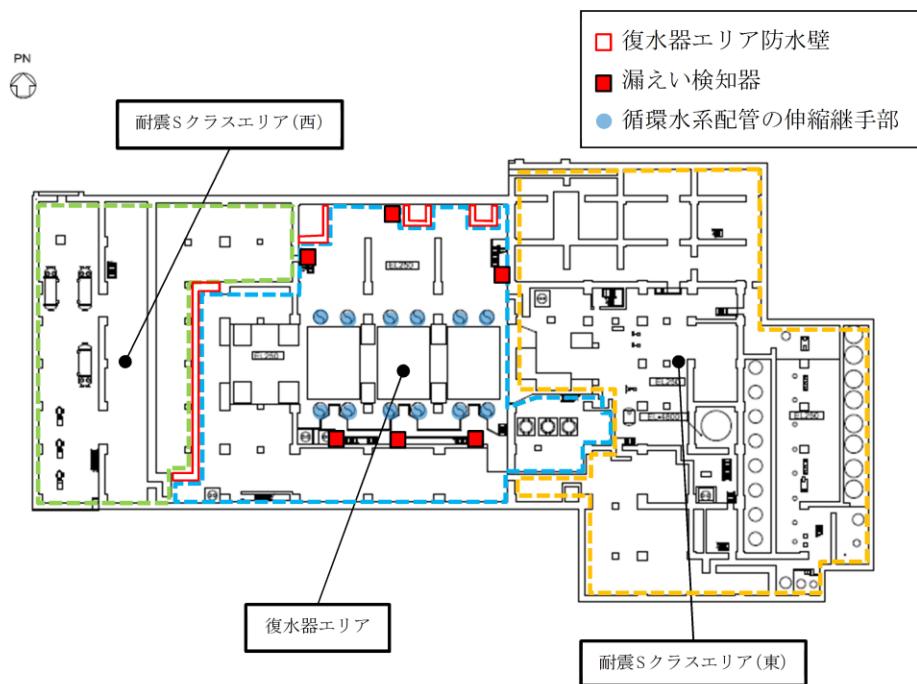 復水器エリア防水壁
漏えい検知器
循環水系配管の伸縮継手部
PN
耐震Sクラスエリア(西)
EL250
EL250
EL250
EL-4800
EL250
復水器エリア
耐震Sクラスエリア(東)